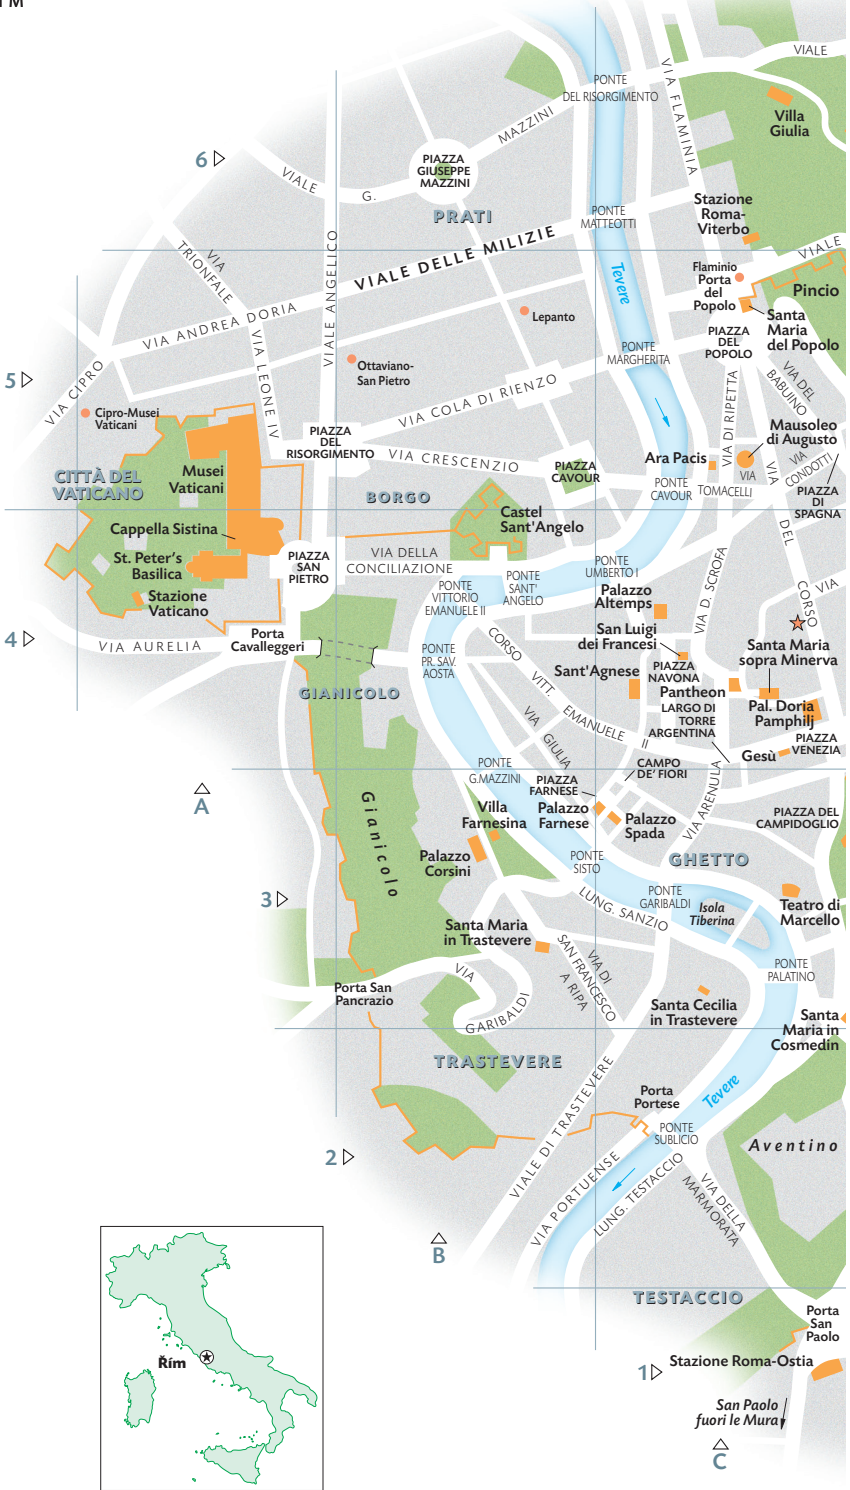 VIALE
PONTE
DEL RISORGIMENTO
VIA FLAMINIA
Villa
Giulia
MAZZINI
6
PIAZZA
GIUSEPPE
MAZZINI
VIALE
G.
PRATI
Stazione
Roma-
Viterbo
PONTE
MATTEOTTI
VIA
TRIONFALE
VIALE ANGELICO
VIALE DELLE MILIZIE
Tevere
VIALE
Flaminio
Porta
del
Popolo
Pincio
Santa
Maria
del Popolo
VIA ANDREA DORIA
Lepanto
PIAZZA
DEL
POPOLO
PONTE
MARGHERITA
5
VIA CIPRO
VIA LEONE IV
Ottaviano-
San Pietro
VIA COLA DI RIENZO
VIA DI RIPETTA
VIA DEL
BABUINO
Cipro-Musei
Vaticani
PIAZZA
DEL
RISORGIMENTO
Mausoleo
di Augusto
VIA CRESCENZIO
PIAZZA
CAVOUR
Ara Pacis
VIA
CONDOTTI
CITTÀ DEL
VATICANO
Musei
Vaticani
PONTE
CAVOUR
VIA
TOMACELLI
PIAZZA
DI
SPAGNA
BORGO
Castel
Sant'Angelo
VIA
DEL
CORSO
Cappella Sistina
St. Peter's
Basilica
PIAZZA
SAN
PIETRO
VIA DELLA
CONCILIAZIONE
PONTE
UMBERTO I
VIA D. SCROFA
VIA
Stazione
Vaticano
PONTE
VITTORIO
EMANUELE II
PONTE
SANT'
ANGELO
Palazzo
Altemps
4
VIA AURELIA
Porta
Cavalleggeri
San Luigi
dei Francesi
Santa Maria
sopra Minerva
PONTE
PR. SAV.
AOSTA
CORSO
VITT.
EMANUELE
II
Sant'Agnese
PIAZZA
NAVONA
Pantheon
GIANICOLO
LARGO DI
TORRE
ARGENTINA
Pal. Doria
Pamphilj
VIA
GIULIA
Gesù
PIAZZA
VENEZIA
A
PONTE
G.MAZZINI
CAMPO
DE' FIORI
PIAZZA
FARNESE
VIA ARENULA
Gianicolo
Villa
Farnesina
Palazzo
Farnese
Palazzo
Spada
PIAZZA DEL
CAMPIDOGLIO
Palazzo
Corsini
PONTE
SISTO
GHETTO
3
LUNG. SANZIO
PONTE
GARIBALDI
Isola
Tiberina
Teatro di
Marcello
Santa Maria
in Trastevere
SAN FRANCESCO
A RIPA
VIA DI
PONTE
PALATINO
VIA
GARIBALDI
Porta San
Pancrazio
Santa Cecilia
in Trastevere
Santa
Maria in
Cosmedin
TRASTEVERE
VIALE DI TRASTEVERE
Porta
Portese
Tevere
PONTE
SUBLICIO
Aventino
2
VIA PORTUENSE
LUNG. TESTACCIO
VIA DELLA
MARMORATA
B
TESTACCIO
Porta
San
Paolo
Řím
1
Stazione Roma-Ostia
San Paolo
fuori le Mura
C